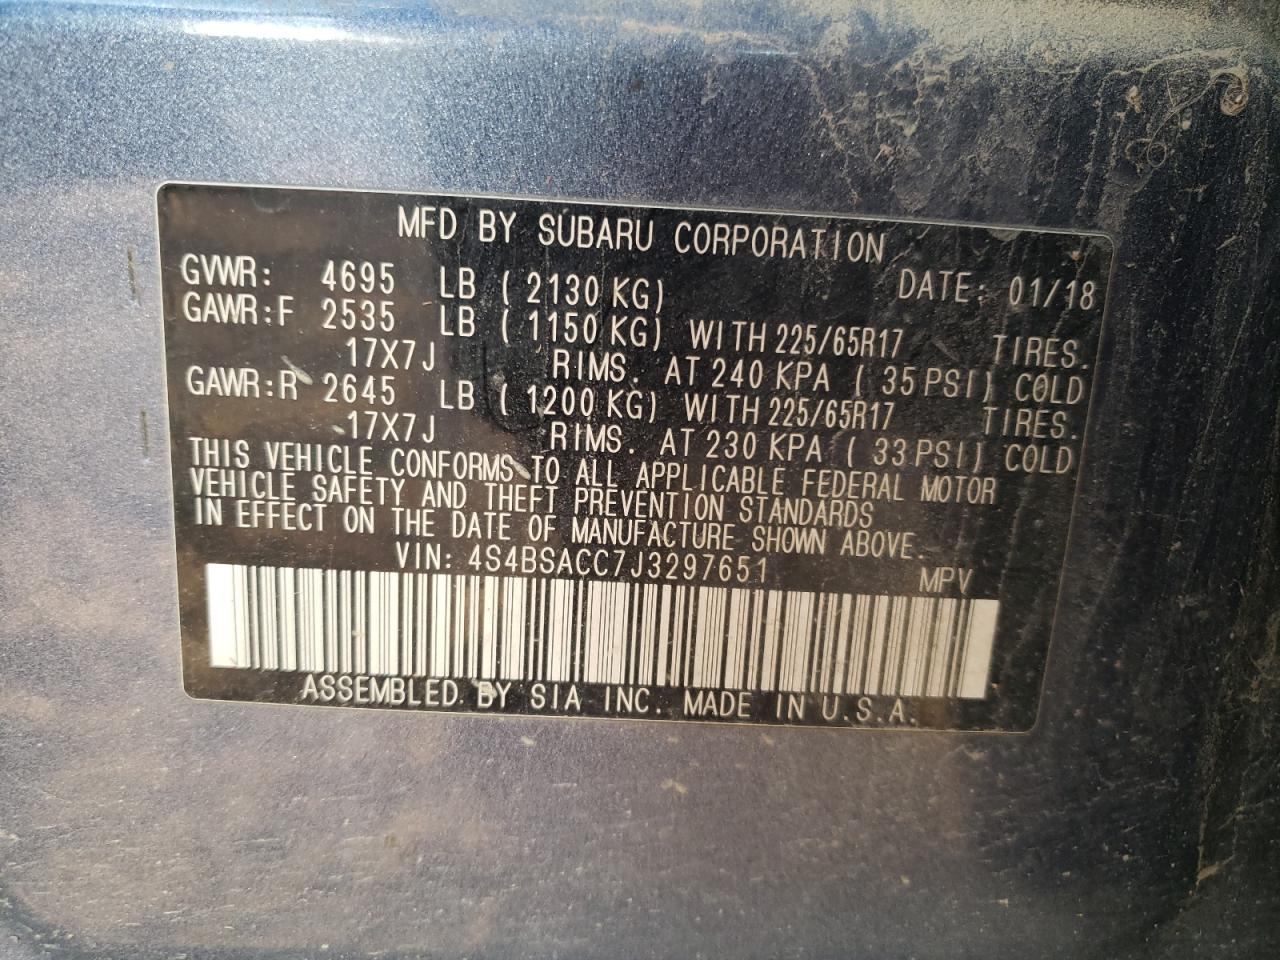 MFD BY SUBARU CORPORATION
GVWR: 4695 LB ( 2130 KG) DATE: 01/18
GAWR:F 2535 LB ( 1150 KG) WITH 225/65R17 TIRES.
17X7J RIMS. AT 240 KPA ( 35 PSI) COLD
GAWR:R 2645 LB ( 1200 KG) WITH 225/65R17 TIRES.
17X7J RIMS. AT 230 KPA ( 33 PSI) COLD
THIS VEHICLE CONFORMS TO ALL APPLICABLE FEDERAL MOTOR
VEHICLE SAFETY AND THEFT PREVENTION STANDARDS
IN EFFECT ON THE DATE OF MANUFACTURE SHOWN ABOVE.
VIN: 4S4BSACC7J3297651 MPV
ASSEMBLED BY SIA INC. MADE IN U.S.A.